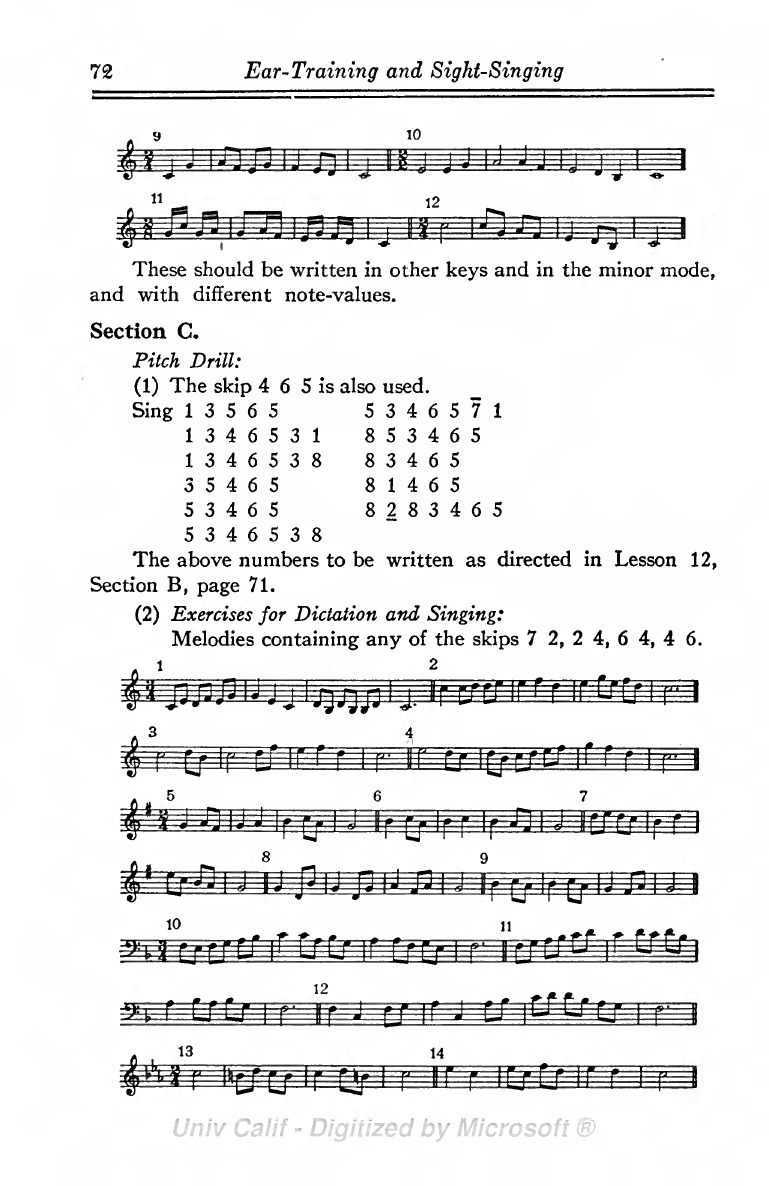 72 Ear-Training and Sight-Singing
9 10
11 12
These should be written in other keys and in the minor mode,
and with different note-values.
Section C.
Pitch Drill:
(1) The skip 4 6 5 is also used.
Sing 1 3 5 6 5 5 3 4 6 5 7̅ 1
1 3 4 6 5 3 1 8 5 3 4 6 5
1 3 4 6 5 3 8 8 3 4 6 5
3 5 4 6 5 8 1 4 6 5
5 3 4 6 5 8 2̲ 8 3 4 6 5
5 3 4 6 5 3 8
The above numbers to be written as directed in Lesson 12,
Section B, page 71.
(2) Exercises for Dictation and Singing:
Melodies containing any of the skips 7 2, 2 4, 6 4, 4 6.
1 2
3 4
5 6 7
8 9
10 11
12
13 14
Univ Calif - Digitized by Microsoft ®